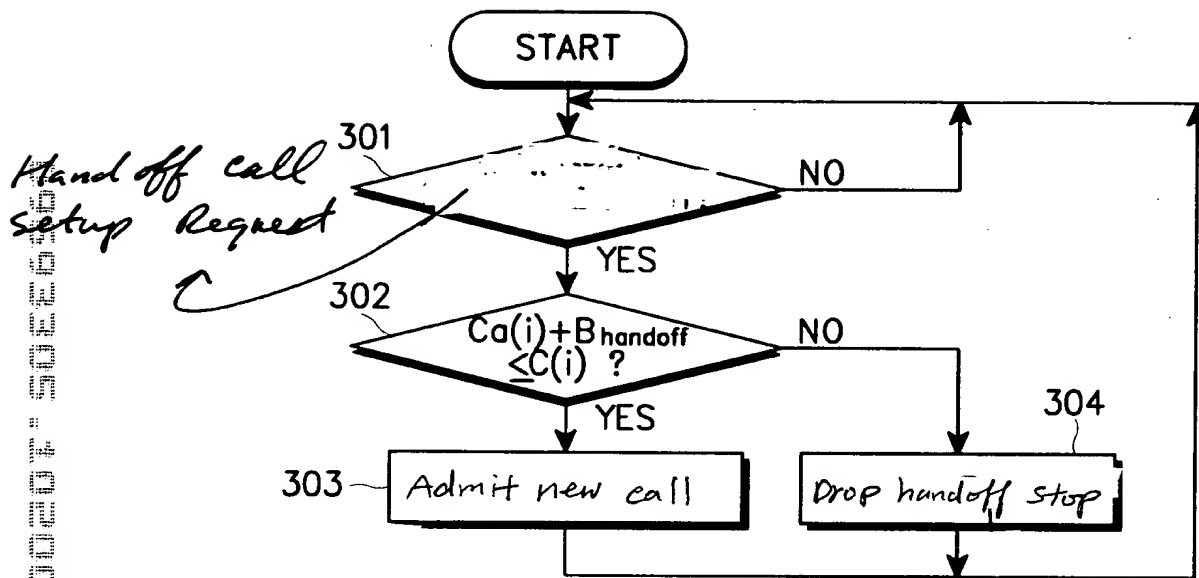 START
301
Hand off call
setup Request
NO
YES
302
Ca(i)+Bhandoff
≤C(i) ?
NO
YES
304
303
Admit new call
Drop handoff stop